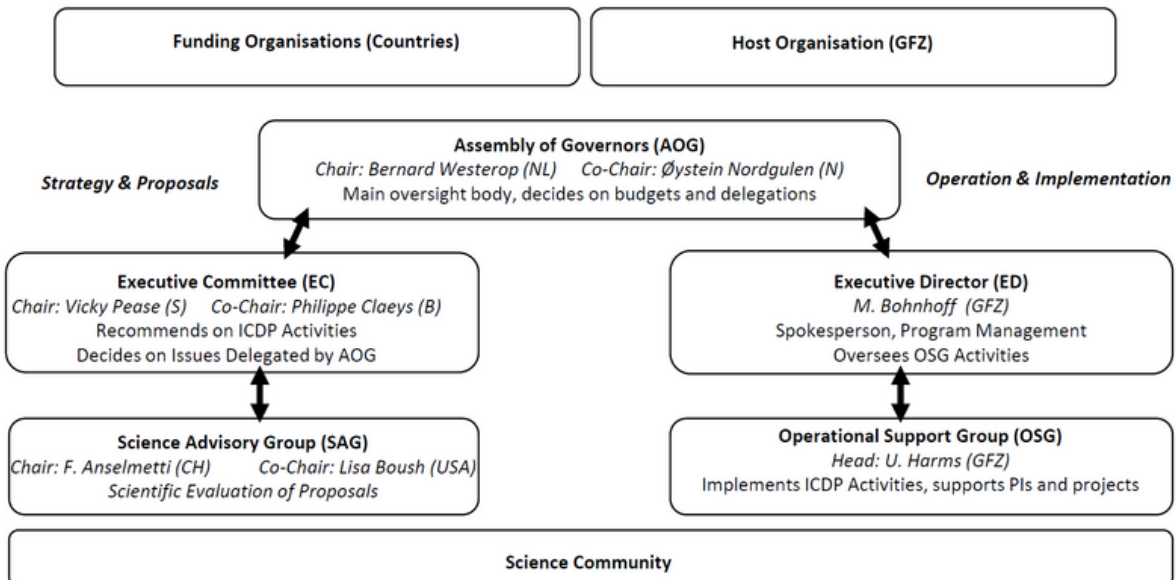 Funding Organisations (Countries)
Host Organisation (GFZ)
Assembly of Governors (AOG)
Chair: Bernard Westerop (NL) Co-Chair: Øystein Nordgulen (N)
Main oversight body, decides on budgets and delegations
Strategy & Proposals
Operation & Implementation
Executive Committee (EC)
Chair: Vicky Pease (S) Co-Chair: Philippe Claeys (B)
Recommends on ICDP Activities
Decides on Issues Delegated by AOG
Executive Director (ED)
M. Bohnhoff (GFZ)
Spokesperson, Program Management
Oversees OSG Activities
Science Advisory Group (SAG)
Chair: F. Anselmetti (CH) Co-Chair: Lisa Boush (USA)
Scientific Evaluation of Proposals
Operational Support Group (OSG)
Head: U. Harms (GFZ)
Implements ICDP Activities, supports PIs and projects
Science Community